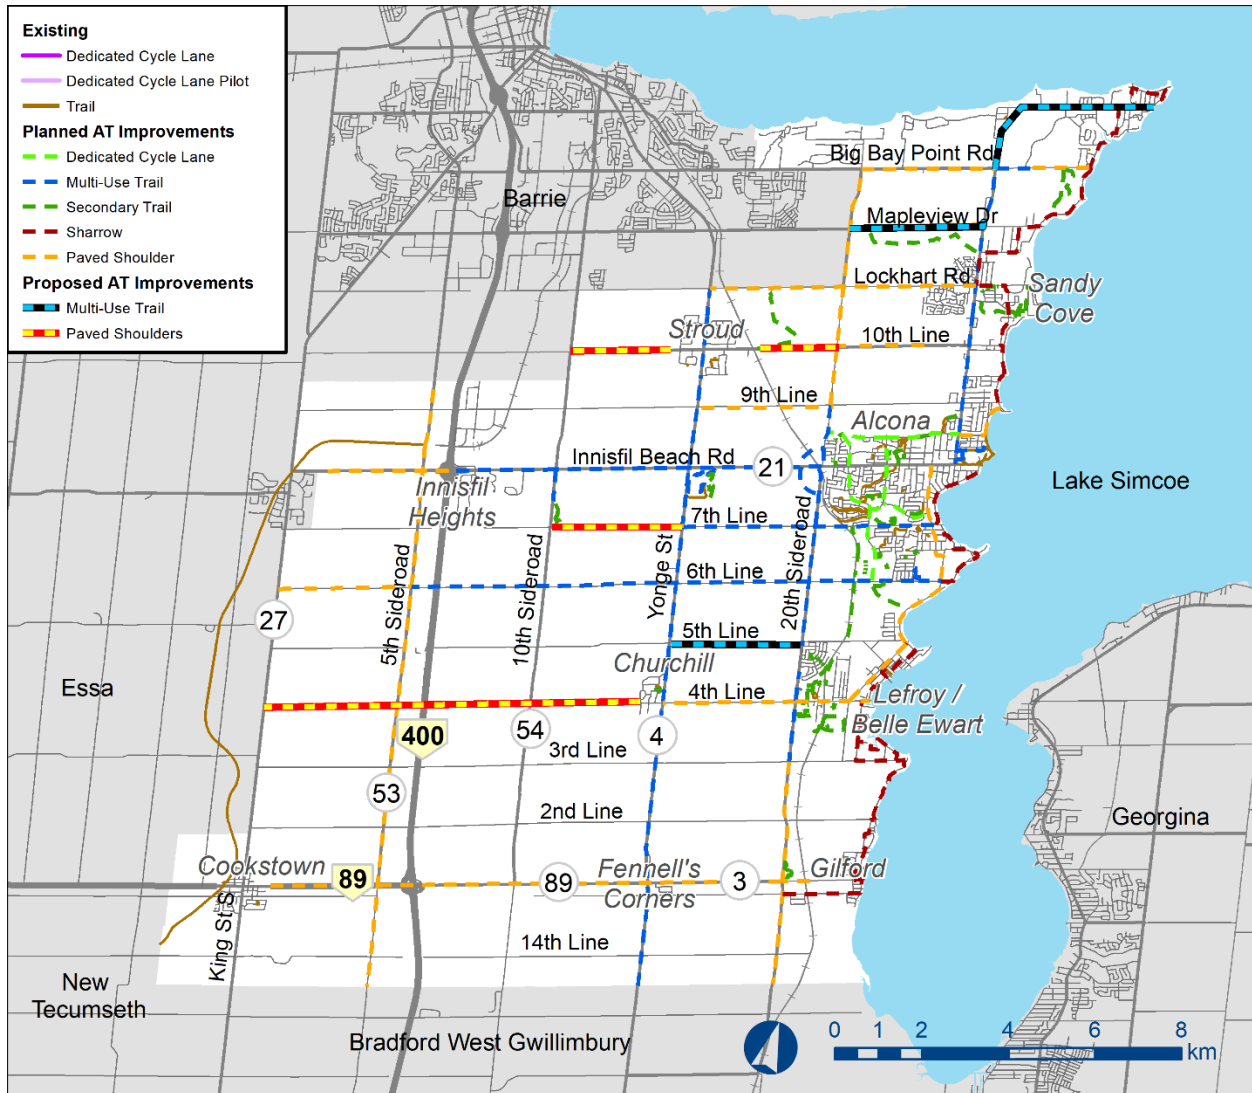 Existing
Dedicated Cycle Lane
Dedicated Cycle Lane Pilot
Trail
Planned AT Improvements
Dedicated Cycle Lane
Multi-Use Trail
Secondary Trail
Sharrow
Paved Shoulder
Proposed AT Improvements
Multi-Use Trail
Paved Shoulders
Big Bay Point Rd
Barrie
Mapleview Dr
Lockhart Rd
Sandy
Cove
Stroud
10th Line
9th Line
Alcona
Innisfil Beach Rd
21
Innisfil
Heights
Lake Simcoe
7th Line
5th Sideroad
10th Sideroad
Yonge St
20th Sideroad
6th Line
27
5th Line
Churchill
Essa
4th Line
Lefroy /
Belle Ewart
400
54
4
3rd Line
53
2nd Line
Georgina
Cookstown
89
89
Fennell's
Corners
3
Gilford
King St S
14th Line
New
Tecumseth
Bradford West Gwillimbury
0 1 2 4 6 8
km